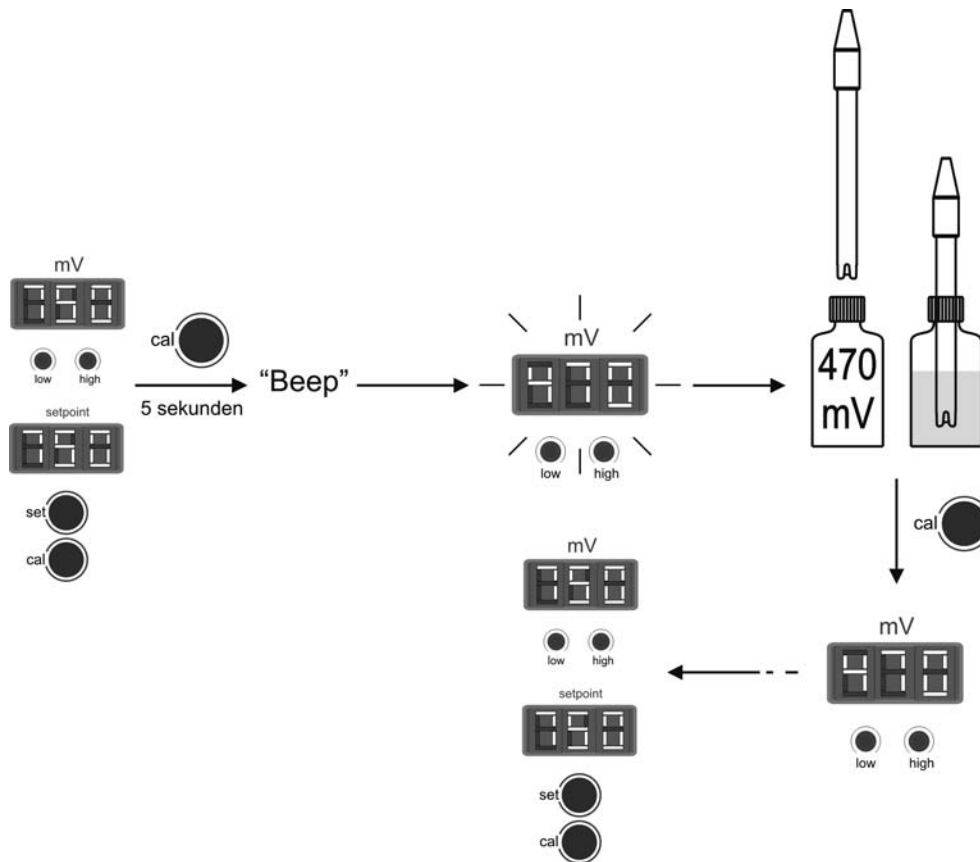 mV
low
high
setpoint
set
cal
cal
5 sekunden
“Beep”
mV
low
high
470
mV
cal
mV
low
high
mV
low
high
setpoint
set
cal